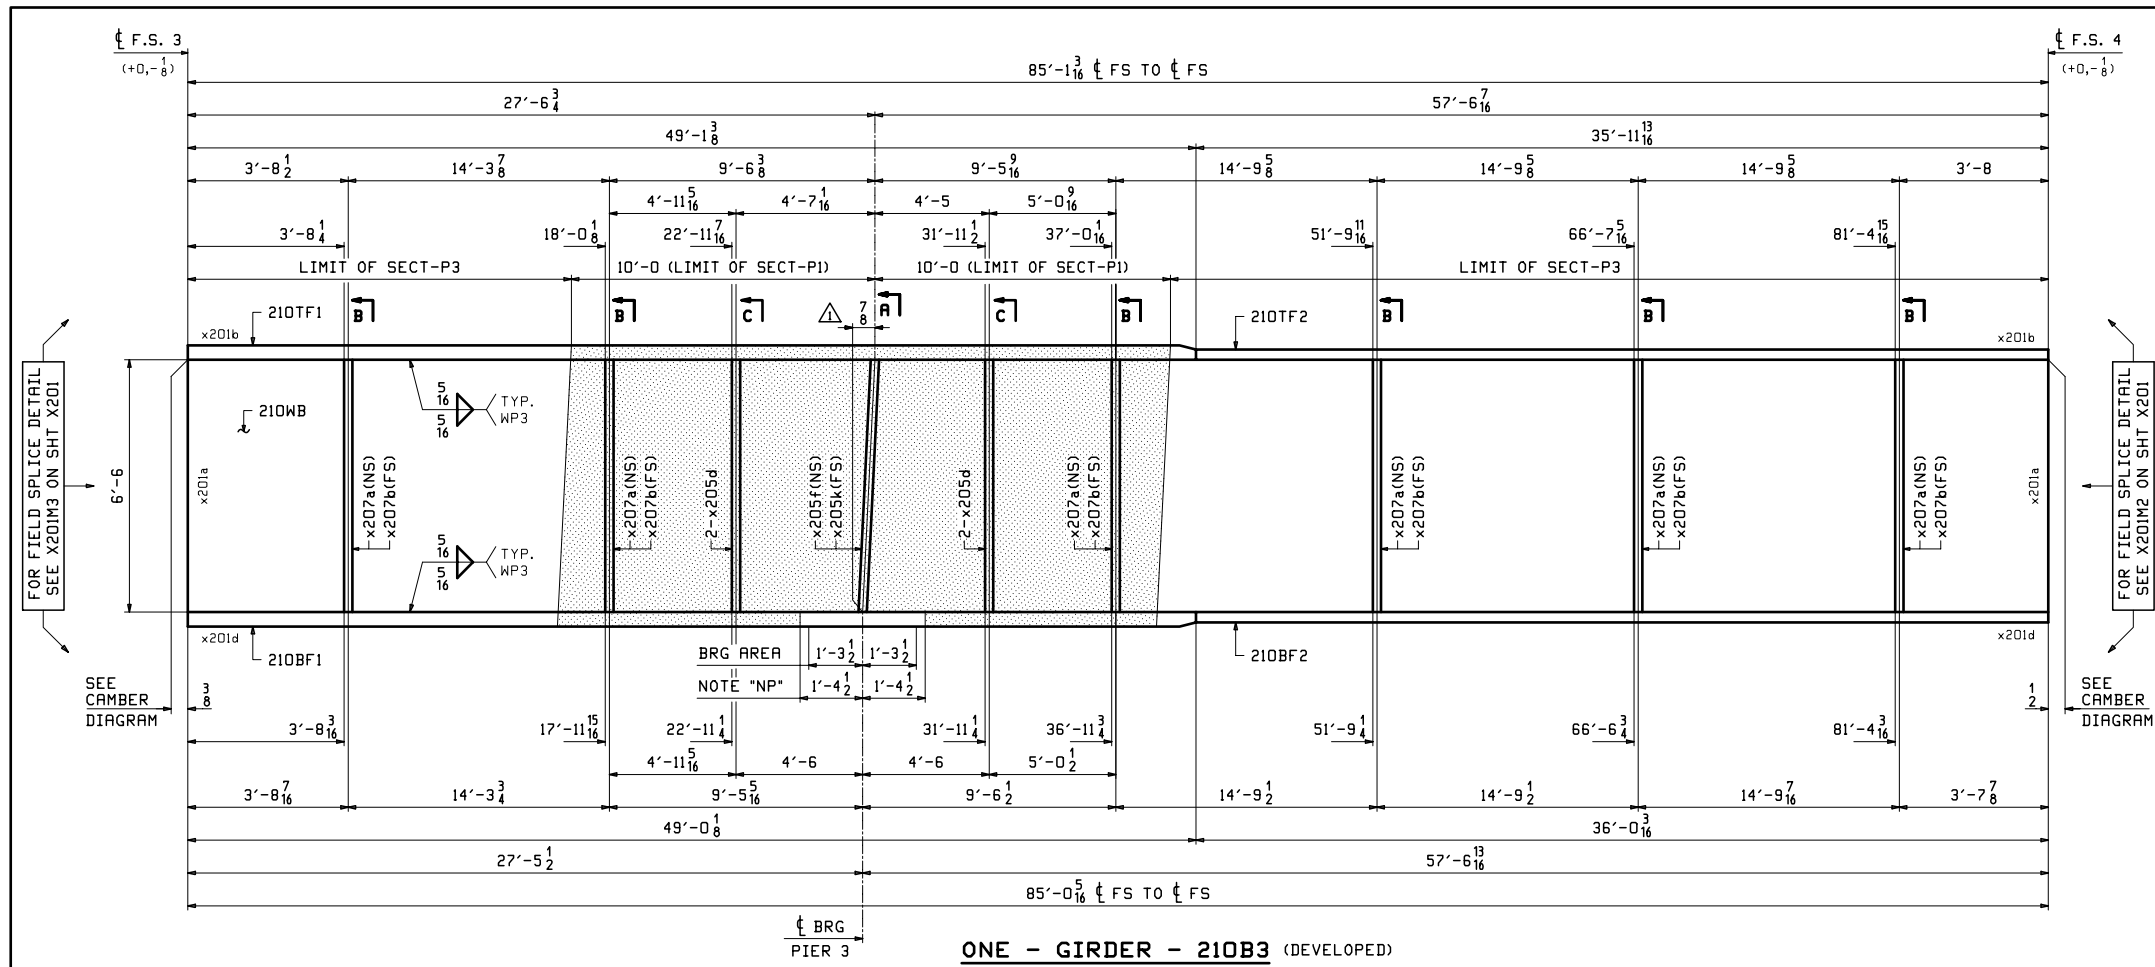 ℄ F.S. 3
℄ F.S. 4
(+0,-1/8)
(+0,-1/8)
85′-1 3/16 ℄ FS TO ℄ FS
27′-6 3/4
57′-6 7/16
49′-1 3/8
35′-11 13/16
3′-8 1/2
14′-3 7/8
9′-6 3/8
9′-5 9/16
14′-9 5/8
14′-9 5/8
14′-9 5/8
3′-8
4′-11 5/16
4′-7 1/16
4′-5
5′-0 9/16
3′-8 1/4
18′-0 1/8
22′-11 7/16
31′-11 1/2
37′-0 1/16
51′-9 11/16
66′-7 5/16
81′-4 15/16
LIMIT OF SECT-P3
10′-0 (LIMIT OF SECT-P1)
10′-0 (LIMIT OF SECT-P1)
LIMIT OF SECT-P3
B
B
C
1
7/8
A
C
B
B
B
B
210TF1
210TF2
x201b
x201b
FOR FIELD SPLICE DETAIL
SEE X201M3 ON SHT X201
FOR FIELD SPLICE DETAIL
SEE X201M2 ON SHT X201
210WB
5/16
5/16
TYP.
WP3
6′-6
x201a
x207a(NS)
x207b(FS)
x207a(NS)
x207b(FS)
2-x205d
x205f(NS)
x205k(FS)
2-x205d
x207a(NS)
x207b(FS)
x207a(NS)
x207b(FS)
x207a(NS)
x207b(FS)
x207a(NS)
x207b(FS)
x201a
5/16
5/16
TYP.
WP3
x201d
x201d
210BF1
210BF2
BRG AREA
1′-3 1/2
1′-3 1/2
NOTE "NP"
1′-4 1/2
1′-4 1/2
SEE
CAMBER
DIAGRAM
3/8
1/2
SEE
CAMBER
DIAGRAM
3′-8 3/16
17′-11 15/16
22′-11 1/4
31′-11 1/4
36′-11 3/4
51′-9 1/4
66′-6 3/4
81′-4 3/16
4′-11 5/16
4′-6
4′-6
5′-0 1/2
3′-8 7/16
14′-3 3/4
9′-5 5/16
9′-6 1/2
14′-9 1/2
14′-9 1/2
14′-9 7/16
3′-7 7/8
49′-0 1/8
36′-0 3/16
27′-5 1/2
57′-6 13/16
85′-0 5/16 ℄ FS TO ℄ FS
℄ BRG
PIER 3
ONE - GIRDER - 210B3 (DEVELOPED)